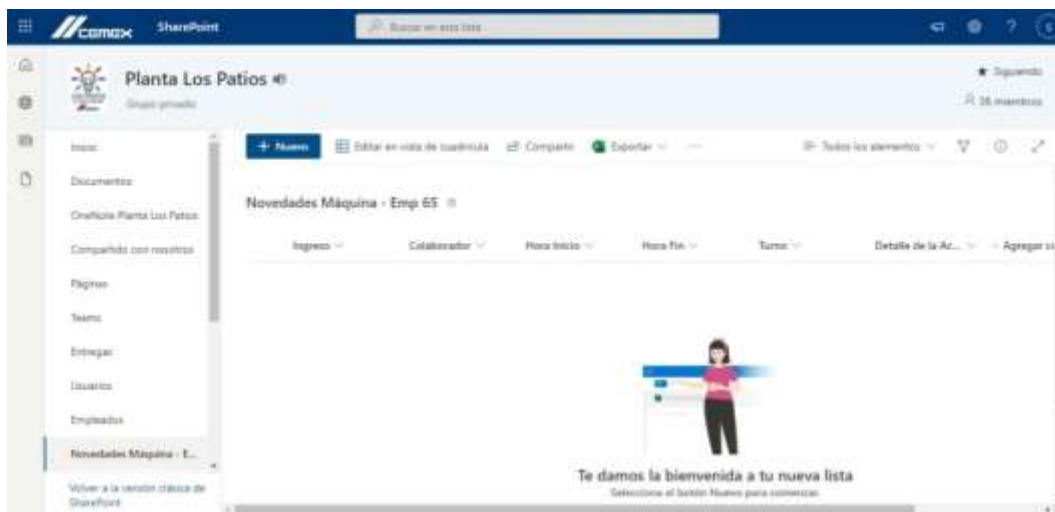 CEMEX SharePoint
Buscar en esta lista
Planta Los Patios
Grupo privado
Siguiendo
36 miembros
Inicio
Documentos
OneNote Planta Los Patios
Compartido con nosotros
Páginas
Teams
Entregas
Usuarios
Empleados
Novedades Máquina - E...
Volver a la versión clásica de
SharePoint
+ Nuevo Editar en vista de cuadrícula Compartir Exportar ... Todos los elementos
Novedades Máquina - Emp 65
Ingreso Colaborador Hora Inicio Hora Fin Turno Detalle de la Ac... + Agregar
Te damos la bienvenida a tu nueva lista
Seleccione el botón Nuevo para comenzar.